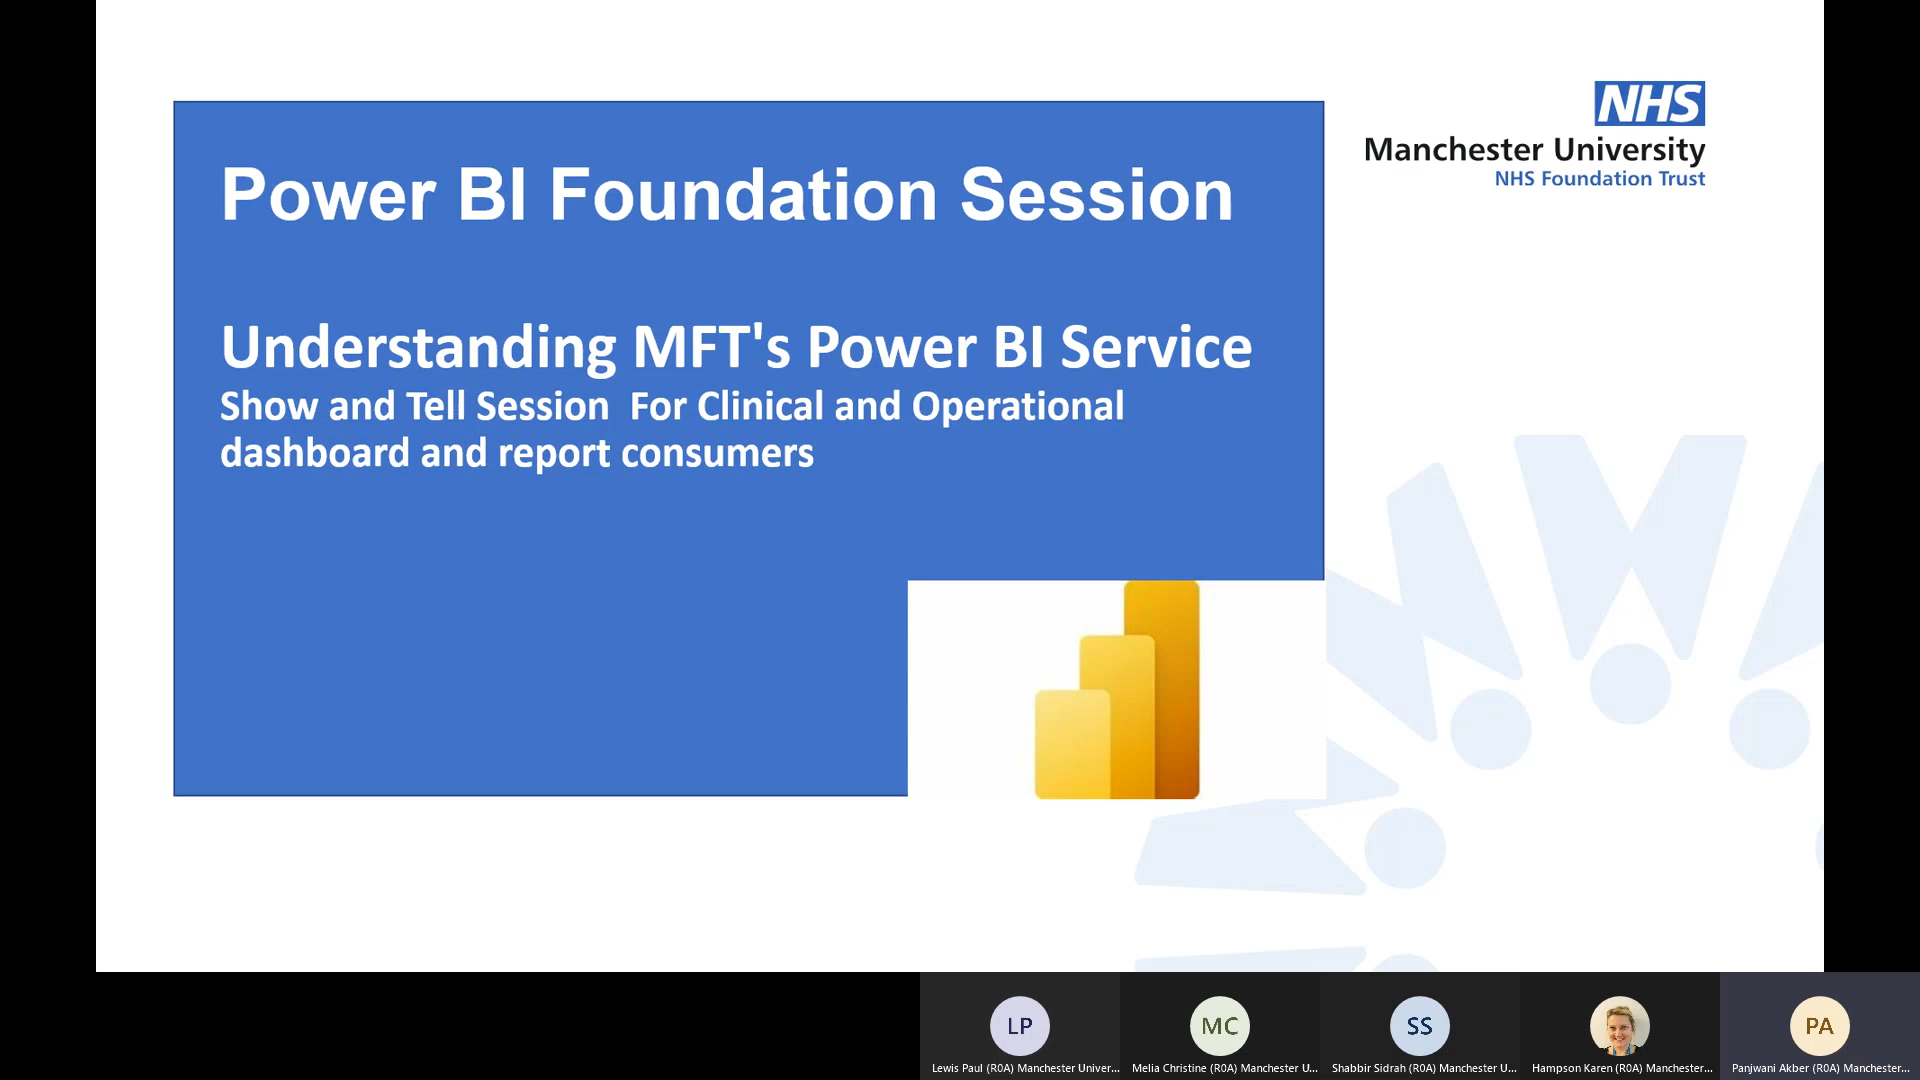 NHS
Manchester University
NHS Foundation Trust
Power BI Foundation Session
Understanding MFT's Power BI Service
Show and Tell Session  For Clinical and Operational
dashboard and report consumers
LP
MC
SS
PA
Lewis Paul (R0A) Manchester Univer...
Melia Christine (R0A) Manchester U...
Shabbir Sidrah (R0A) Manchester U...
Hampson Karen (R0A) Manchester...
Panjwani Akber (R0A) Manchester...